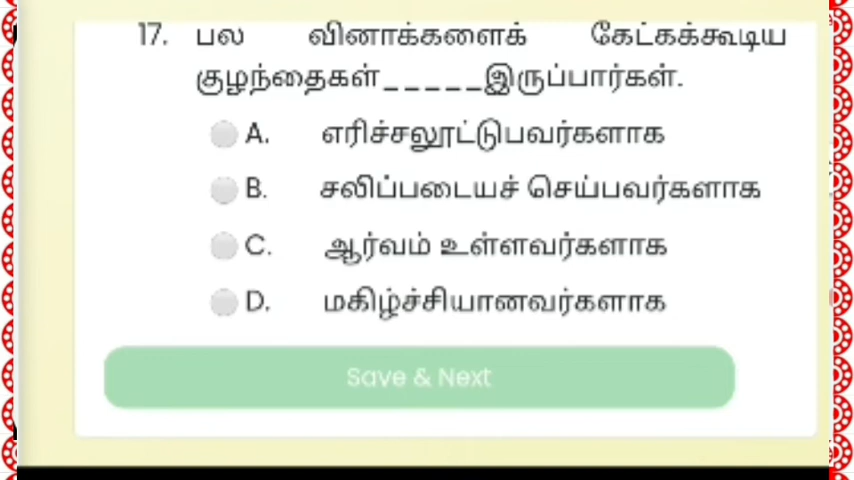 17. பல வினாக்களைக் கேட்கக்கூடிய
குழந்தைகள்_____இருப்பார்கள்.
A. எரிச்சலூட்டுபவர்களாக
B. சலிப்படையச் செய்பவர்களாக
C. ஆர்வம் உள்ளவர்களாக
D. மகிழ்ச்சியானவர்களாக
Save & Next